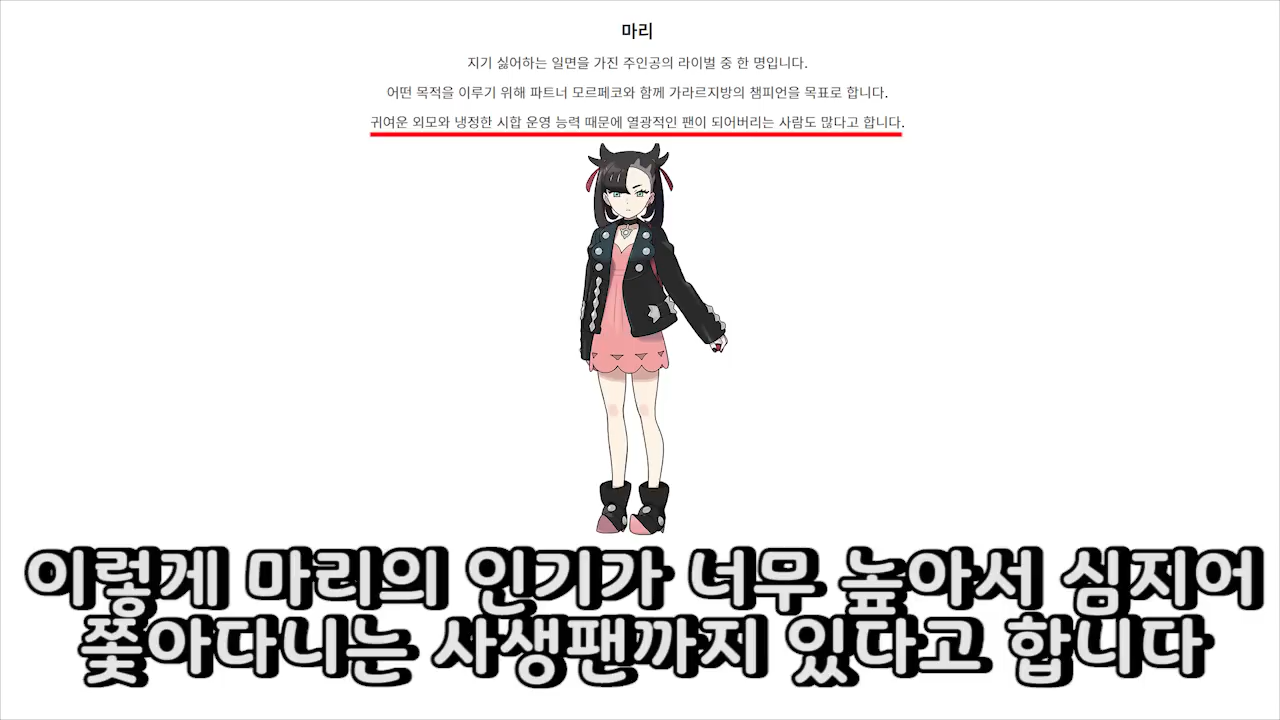 마리
지기 싫어하는 일면을 가진 주인공의 라이벌 중 한 명입니다.
어떤 목적을 이루기 위해 파트너 모르페코와 함께 가라르지방의 챔피언을 목표로 합니다.
귀여운 외모와 냉정한 시합 운영 능력 때문에 열광적인 팬이 되어버리는 사람도 많다고 합니다.
이렇게 마리의 인기가 너무 높아서 심지어
쫓아다니는 사생팬까지 있다고 합니다